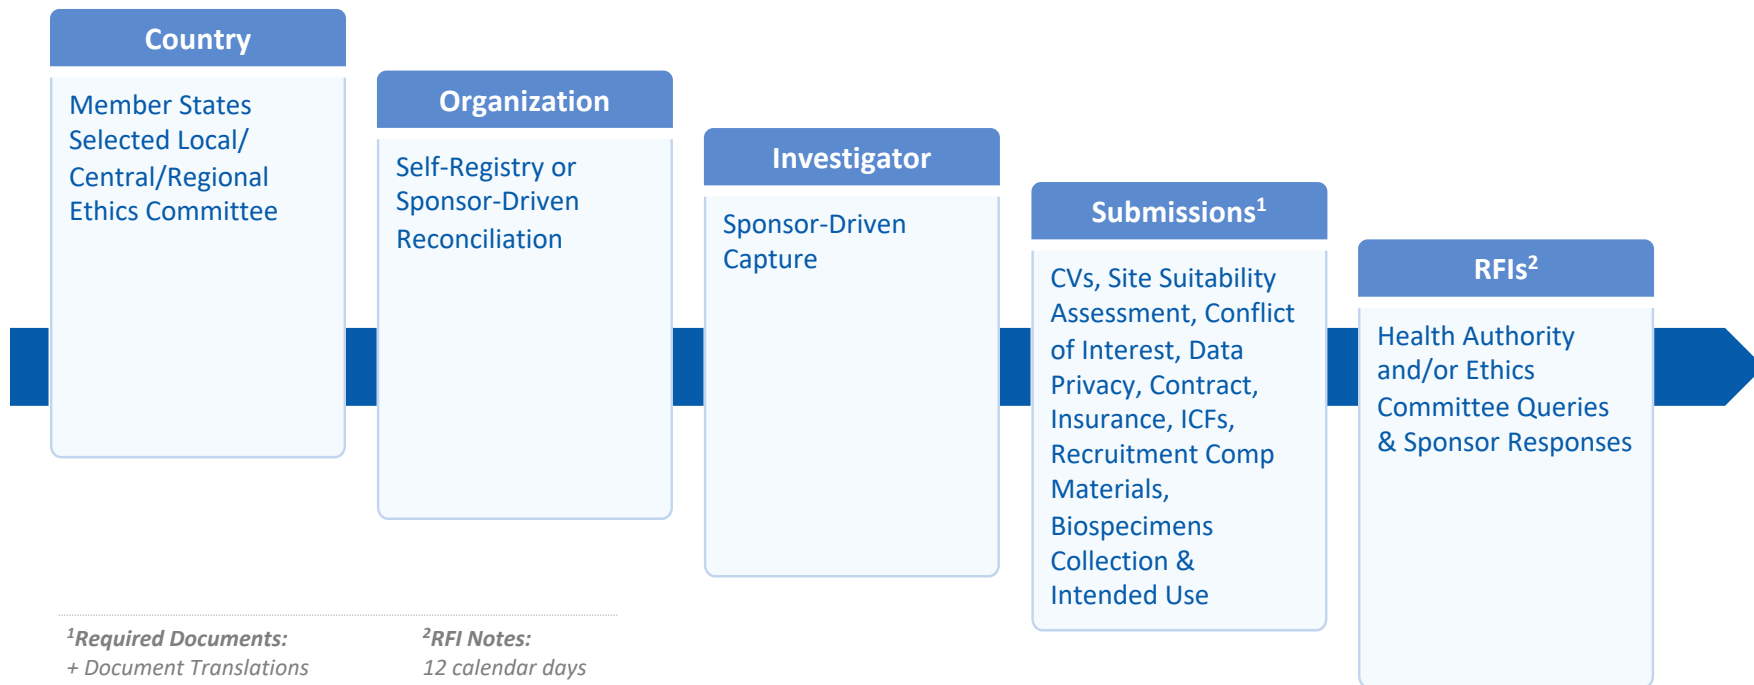 Country
Member States
Selected Local/
Central/Regional
Ethics Committee
Organization
Self-Registry or
Sponsor-Driven
Reconciliation
Investigator
Sponsor-Driven
Capture
Submissions¹
CVs, Site Suitability
Assessment, Conflict
of Interest, Data
Privacy, Contract,
Insurance, ICFs,
Recruitment Comp
Materials,
Biospecimens
Collection &
Intended Use
RFIs²
Health Authority
and/or Ethics
Committee Queries
& Sponsor Responses
¹Required Documents:
+ Document Translations
²RFI Notes:
12 calendar days